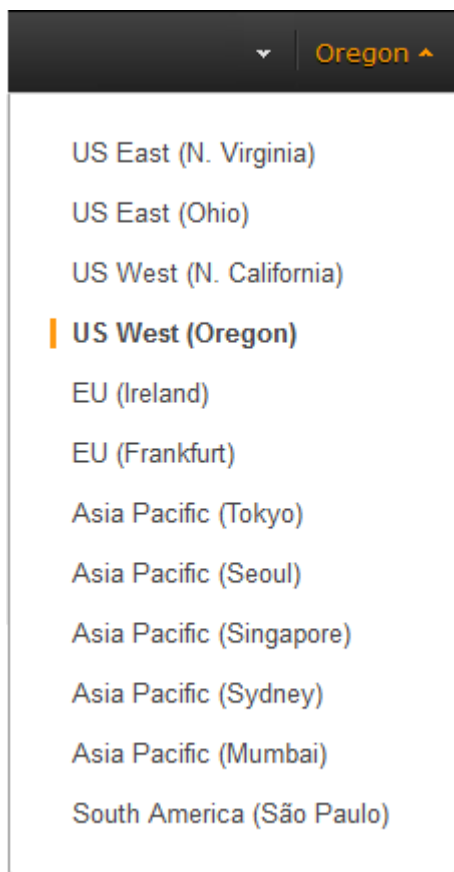 Oregon
US East (N. Virginia)
US East (Ohio)
US West (N. California)
US West (Oregon)
EU (Ireland)
EU (Frankfurt)
Asia Pacific (Tokyo)
Asia Pacific (Seoul)
Asia Pacific (Singapore)
Asia Pacific (Sydney)
Asia Pacific (Mumbai)
South America (São Paulo)